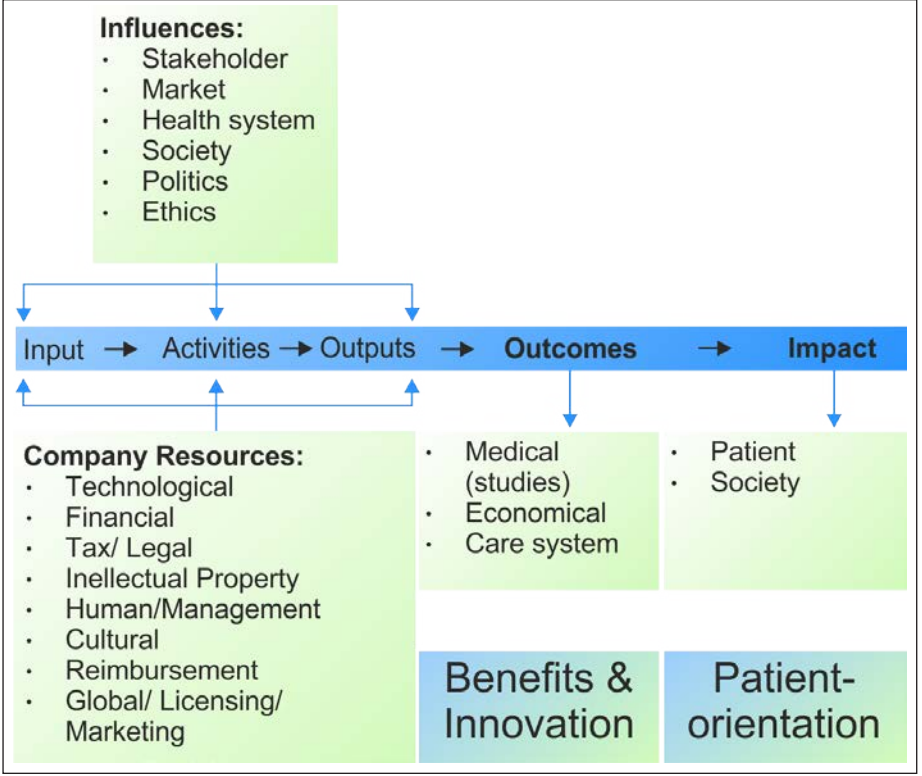 Influences:
· Stakeholder
· Market
· Health system
· Society
· Politics
· Ethics
Input → Activities → Outputs → Outcomes → Impact
Company Resources:
· Technological
· Financial
· Tax/ Legal
· Inellectual Property
· Human/Management
· Cultural
· Reimbursement
· Global/ Licensing/
Marketing
· Medical
(studies)
· Economical
· Care system
· Patient
· Society
Benefits &
Innovation
Patient-
orientation